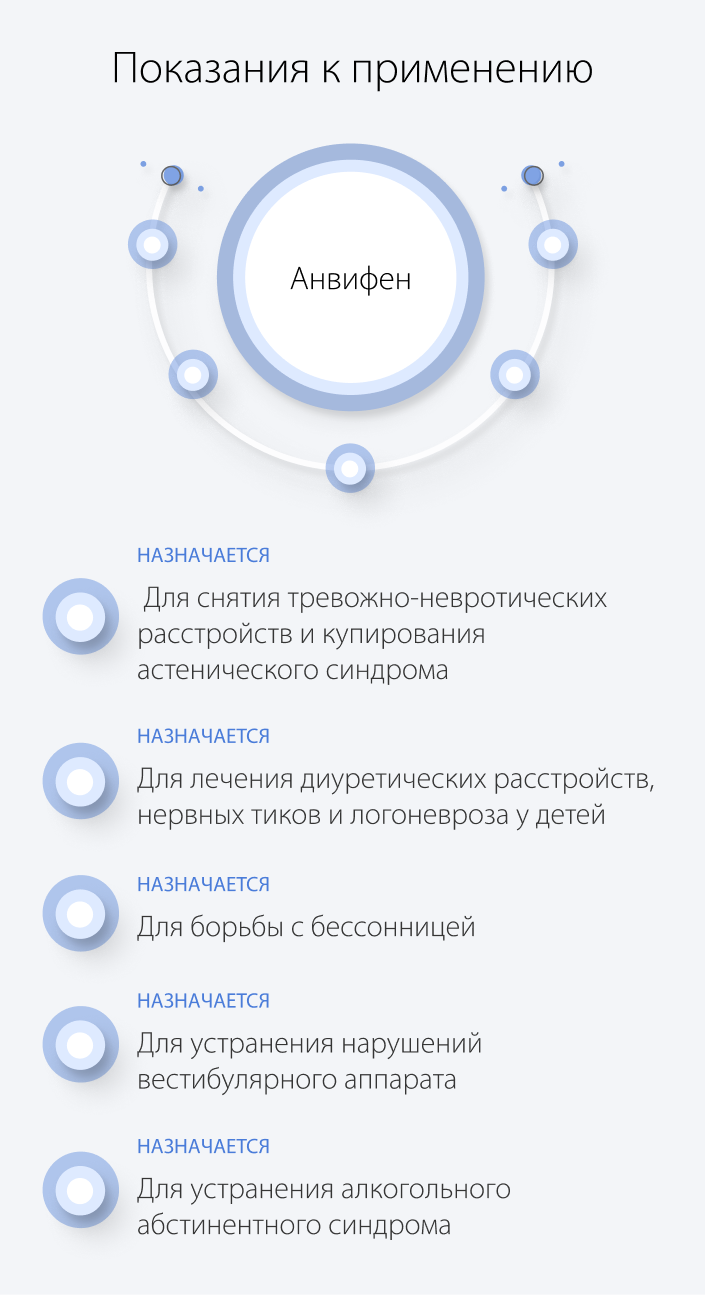 Показания к применению
Анвифен
НАЗНАЧАЕТСЯ
Для снятия тревожно-невротических
расстройств и купирования
астенического синдрома
НАЗНАЧАЕТСЯ
Для лечения диуретических расстройств,
нервных тиков и логоневроза у детей
НАЗНАЧАЕТСЯ
Для борьбы с бессонницей
НАЗНАЧАЕТСЯ
Для устранения нарушений
вестибулярного аппарата
НАЗНАЧАЕТСЯ
Для устранения алкогольного
абстинентного синдрома